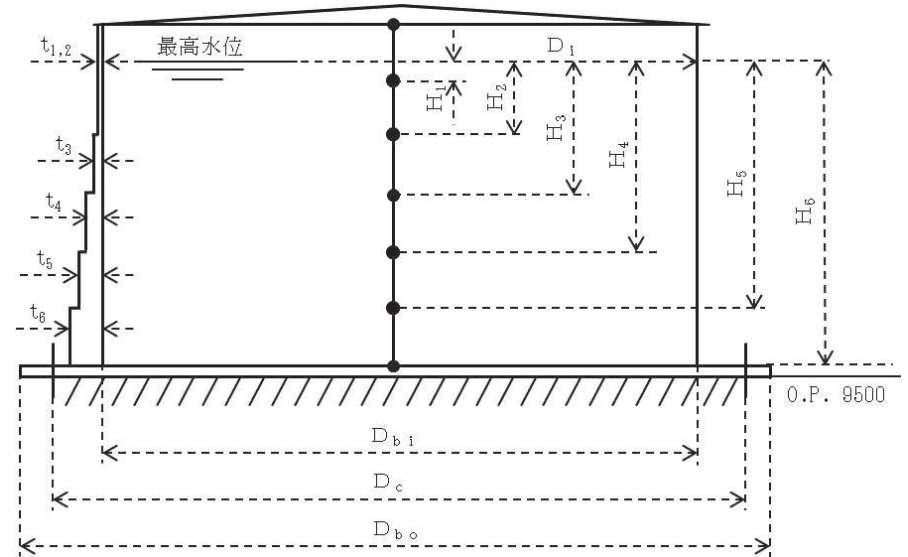 t1,2
最高水位
Di
H1
H2
H3
H4
H5
H6
t3
t4
t5
t6
O.P. 9500
Dbi
Dc
Dbo